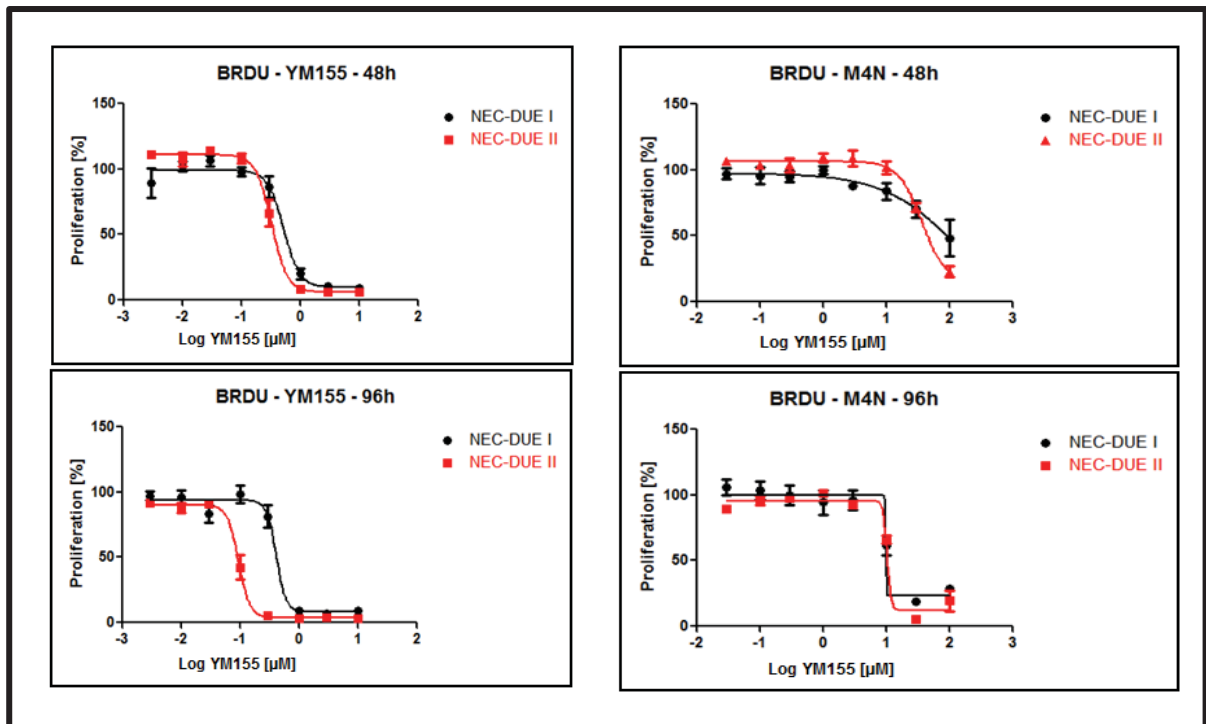 BRDU - YM155 - 48h
150
100
50
0
Proliferation [%]
-3 -2 -1 0 1 2
Log YM155 [µM]
NEC-DUE I
NEC-DUE II
BRDU - M4N - 48h
150
100
50
0
Proliferation [%]
-2 -1 0 1 2 3
Log YM155 [µM]
NEC-DUE I
NEC-DUE II
BRDU - YM155 - 96h
150
100
50
0
Proliferation [%]
-3 -2 -1 0 1 2
Log YM155 [µM]
NEC-DUE I
NEC-DUE II
BRDU - M4N - 96h
150
100
50
0
Proliferation [%]
-2 -1 0 1 2 3
Log YM155 [µM]
NEC-DUE I
NEC-DUE II